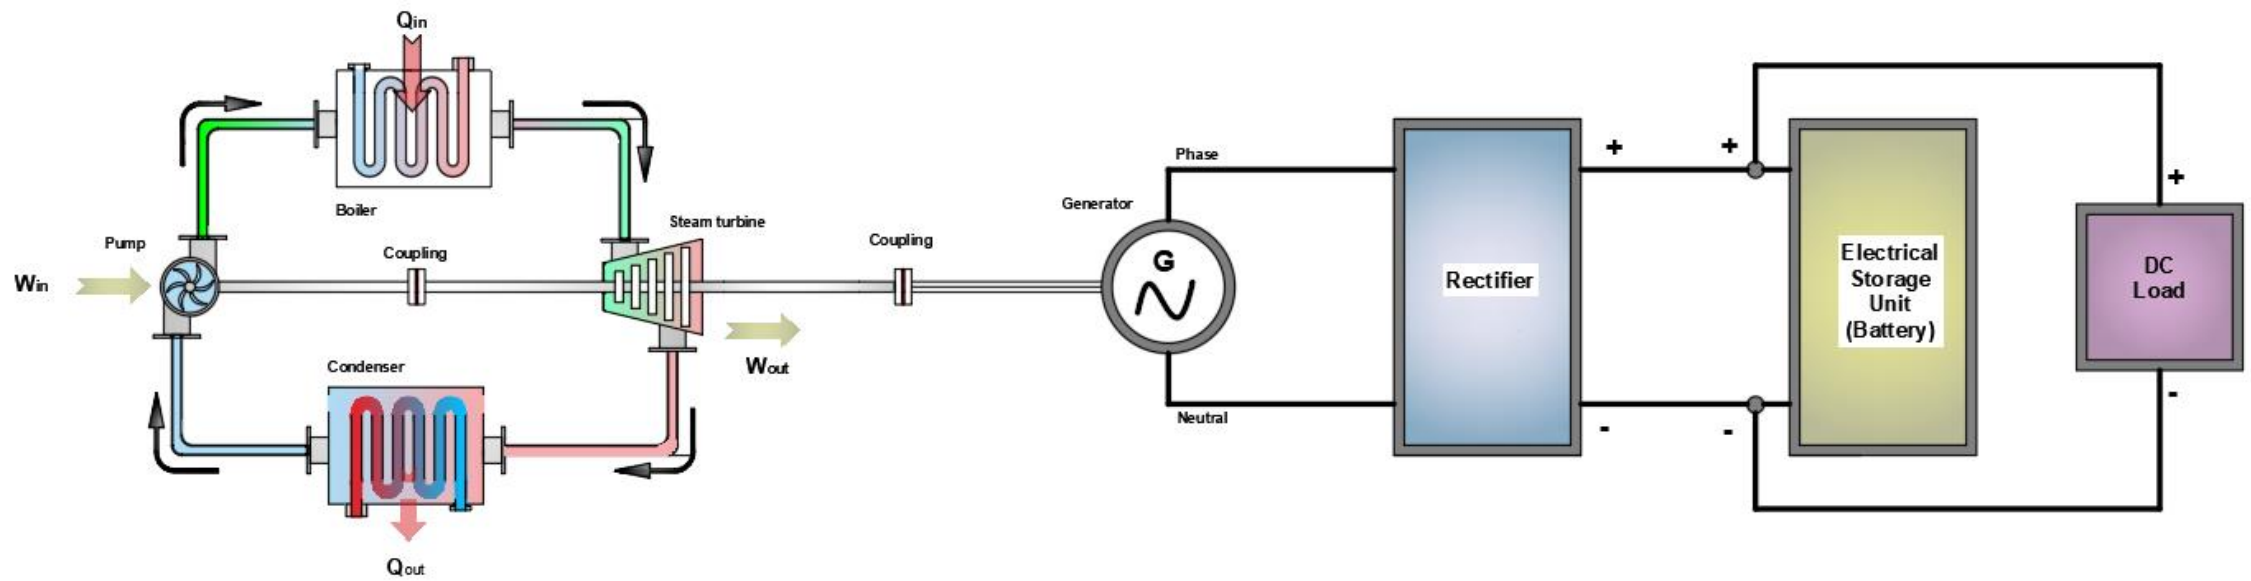 Qin
Boiler
Pump
Coupling
Steam turbine
Coupling
Win
Wout
Condenser
Qout
Generator
Phase
G
Neutral
Rectifier
+
-
+
-
Electrical
Storage
Unit
(Battery)
+
DC
Load
-